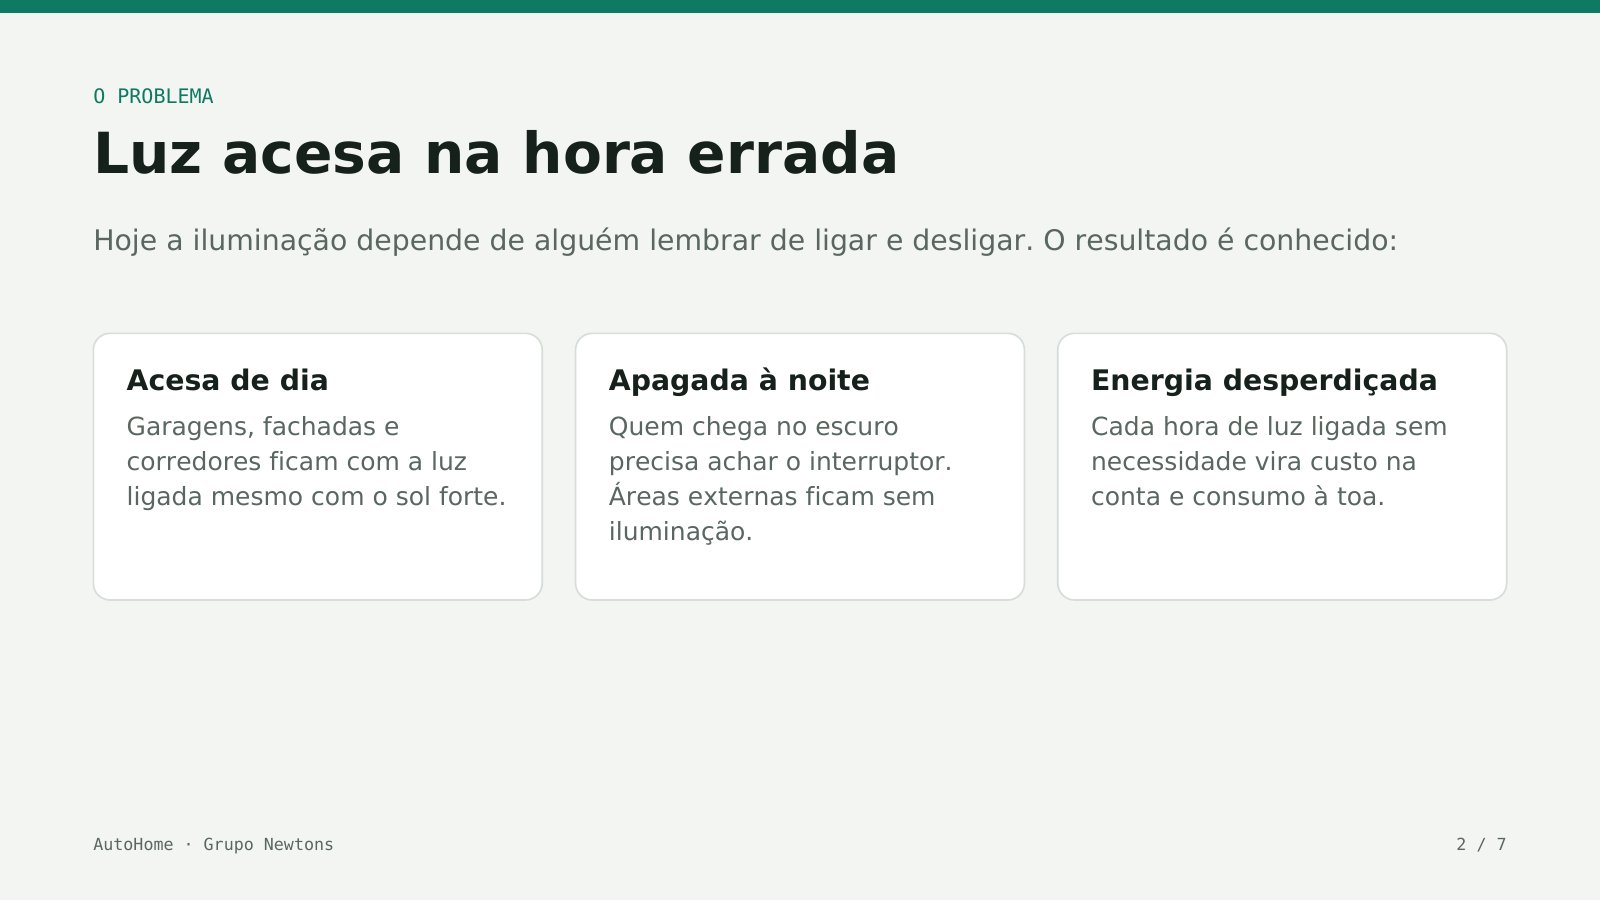 O PROBLEMA
Luz acesa na hora errada
Hoje a iluminação depende de alguém lembrar de ligar e desligar. O resultado é conhecido:
Acesa de dia
Garagens, fachadas e
corredores ficam com a luz
ligada mesmo com o sol forte.
Apagada à noite
Quem chega no escuro
precisa achar o interruptor.
Áreas externas ficam sem
iluminação.
Energia desperdiçada
Cada hora de luz ligada sem
necessidade vira custo na
conta e consumo à toa.
AutoHome · Grupo Newtons
2 / 7